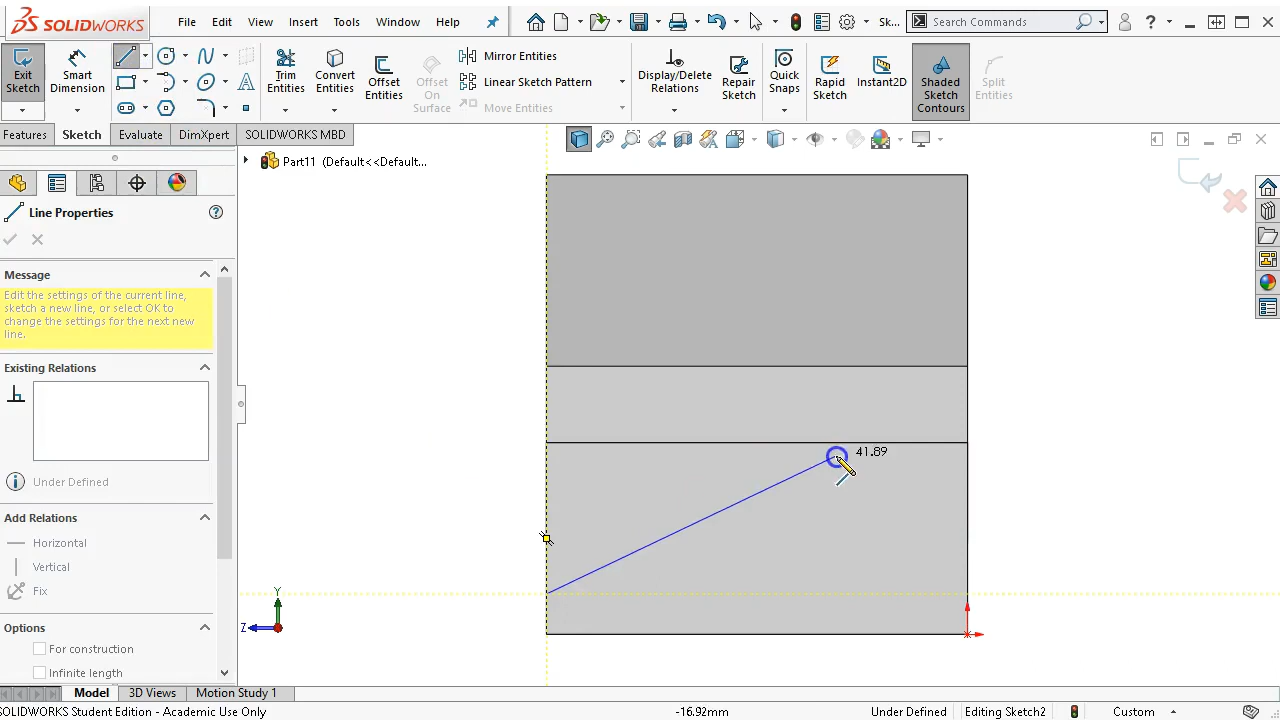 SOLIDWORKS File Edit View Insert Tools Window Help Sk... Search Commands ?
Exit Sketch
Smart Dimension
Trim Entities
Convert Entities
Offset Entities
Offset On Surface
Mirror Entities
Linear Sketch Pattern
Move Entities
Display/Delete Relations
Repair Sketch
Quick Snaps
Rapid Sketch
Instant2D
Shaded Sketch Contours
Split Entities
Features Sketch Evaluate DimXpert SOLIDWORKS MBD
Part11 (Default<<Default...
Line Properties
Message
Edit the settings of the current line,
sketch a new line, or select OK to
change the settings for the next new
line.
Existing Relations
Under Defined
Add Relations
Horizontal
Vertical
Fix
Options
For construction
Infinite length
41.89
Y
Z
Model 3D Views Motion Study 1
SOLIDWORKS Student Edition - Academic Use Only -16.92mm Under Defined Editing Sketch2 Custom